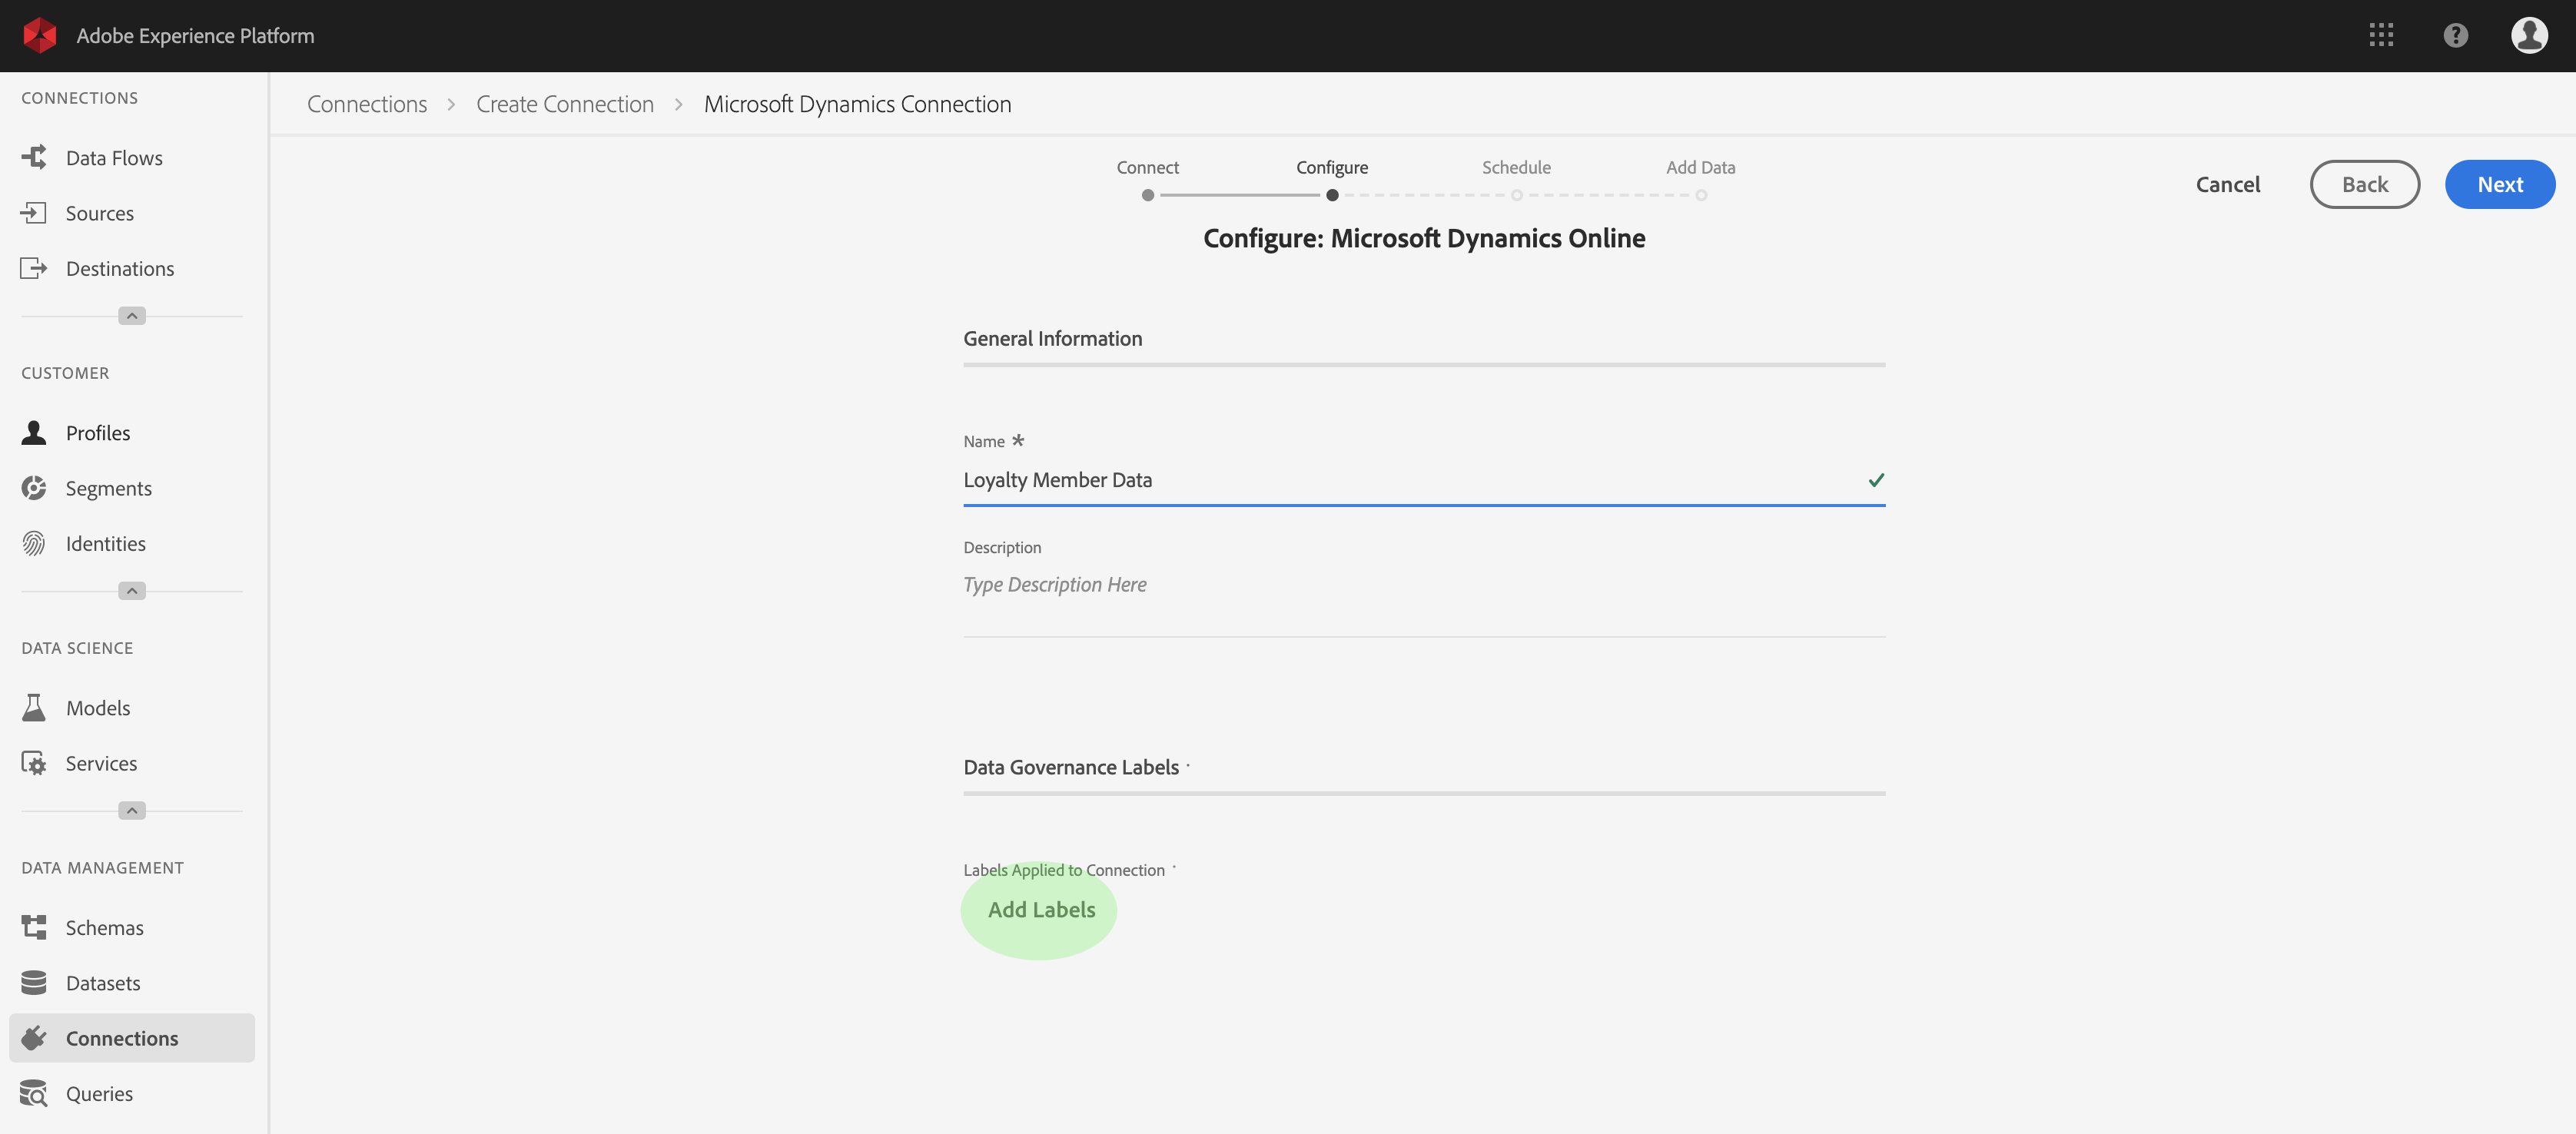 Adobe Experience Platform
?
CONNECTIONS
Data Flows
Sources
Destinations
CUSTOMER
Profiles
Segments
Identities
DATA SCIENCE
Models
Services
DATA MANAGEMENT
Schemas
Datasets
Connections
Queries
Connections > Create Connection > Microsoft Dynamics Connection
Connect Configure Schedule Add Data
Cancel Back Next
Configure: Microsoft Dynamics Online
General Information
Name *
Loyalty Member Data
Description
Type Description Here
Data Governance Labels
Labels Applied to Connection
Add Labels